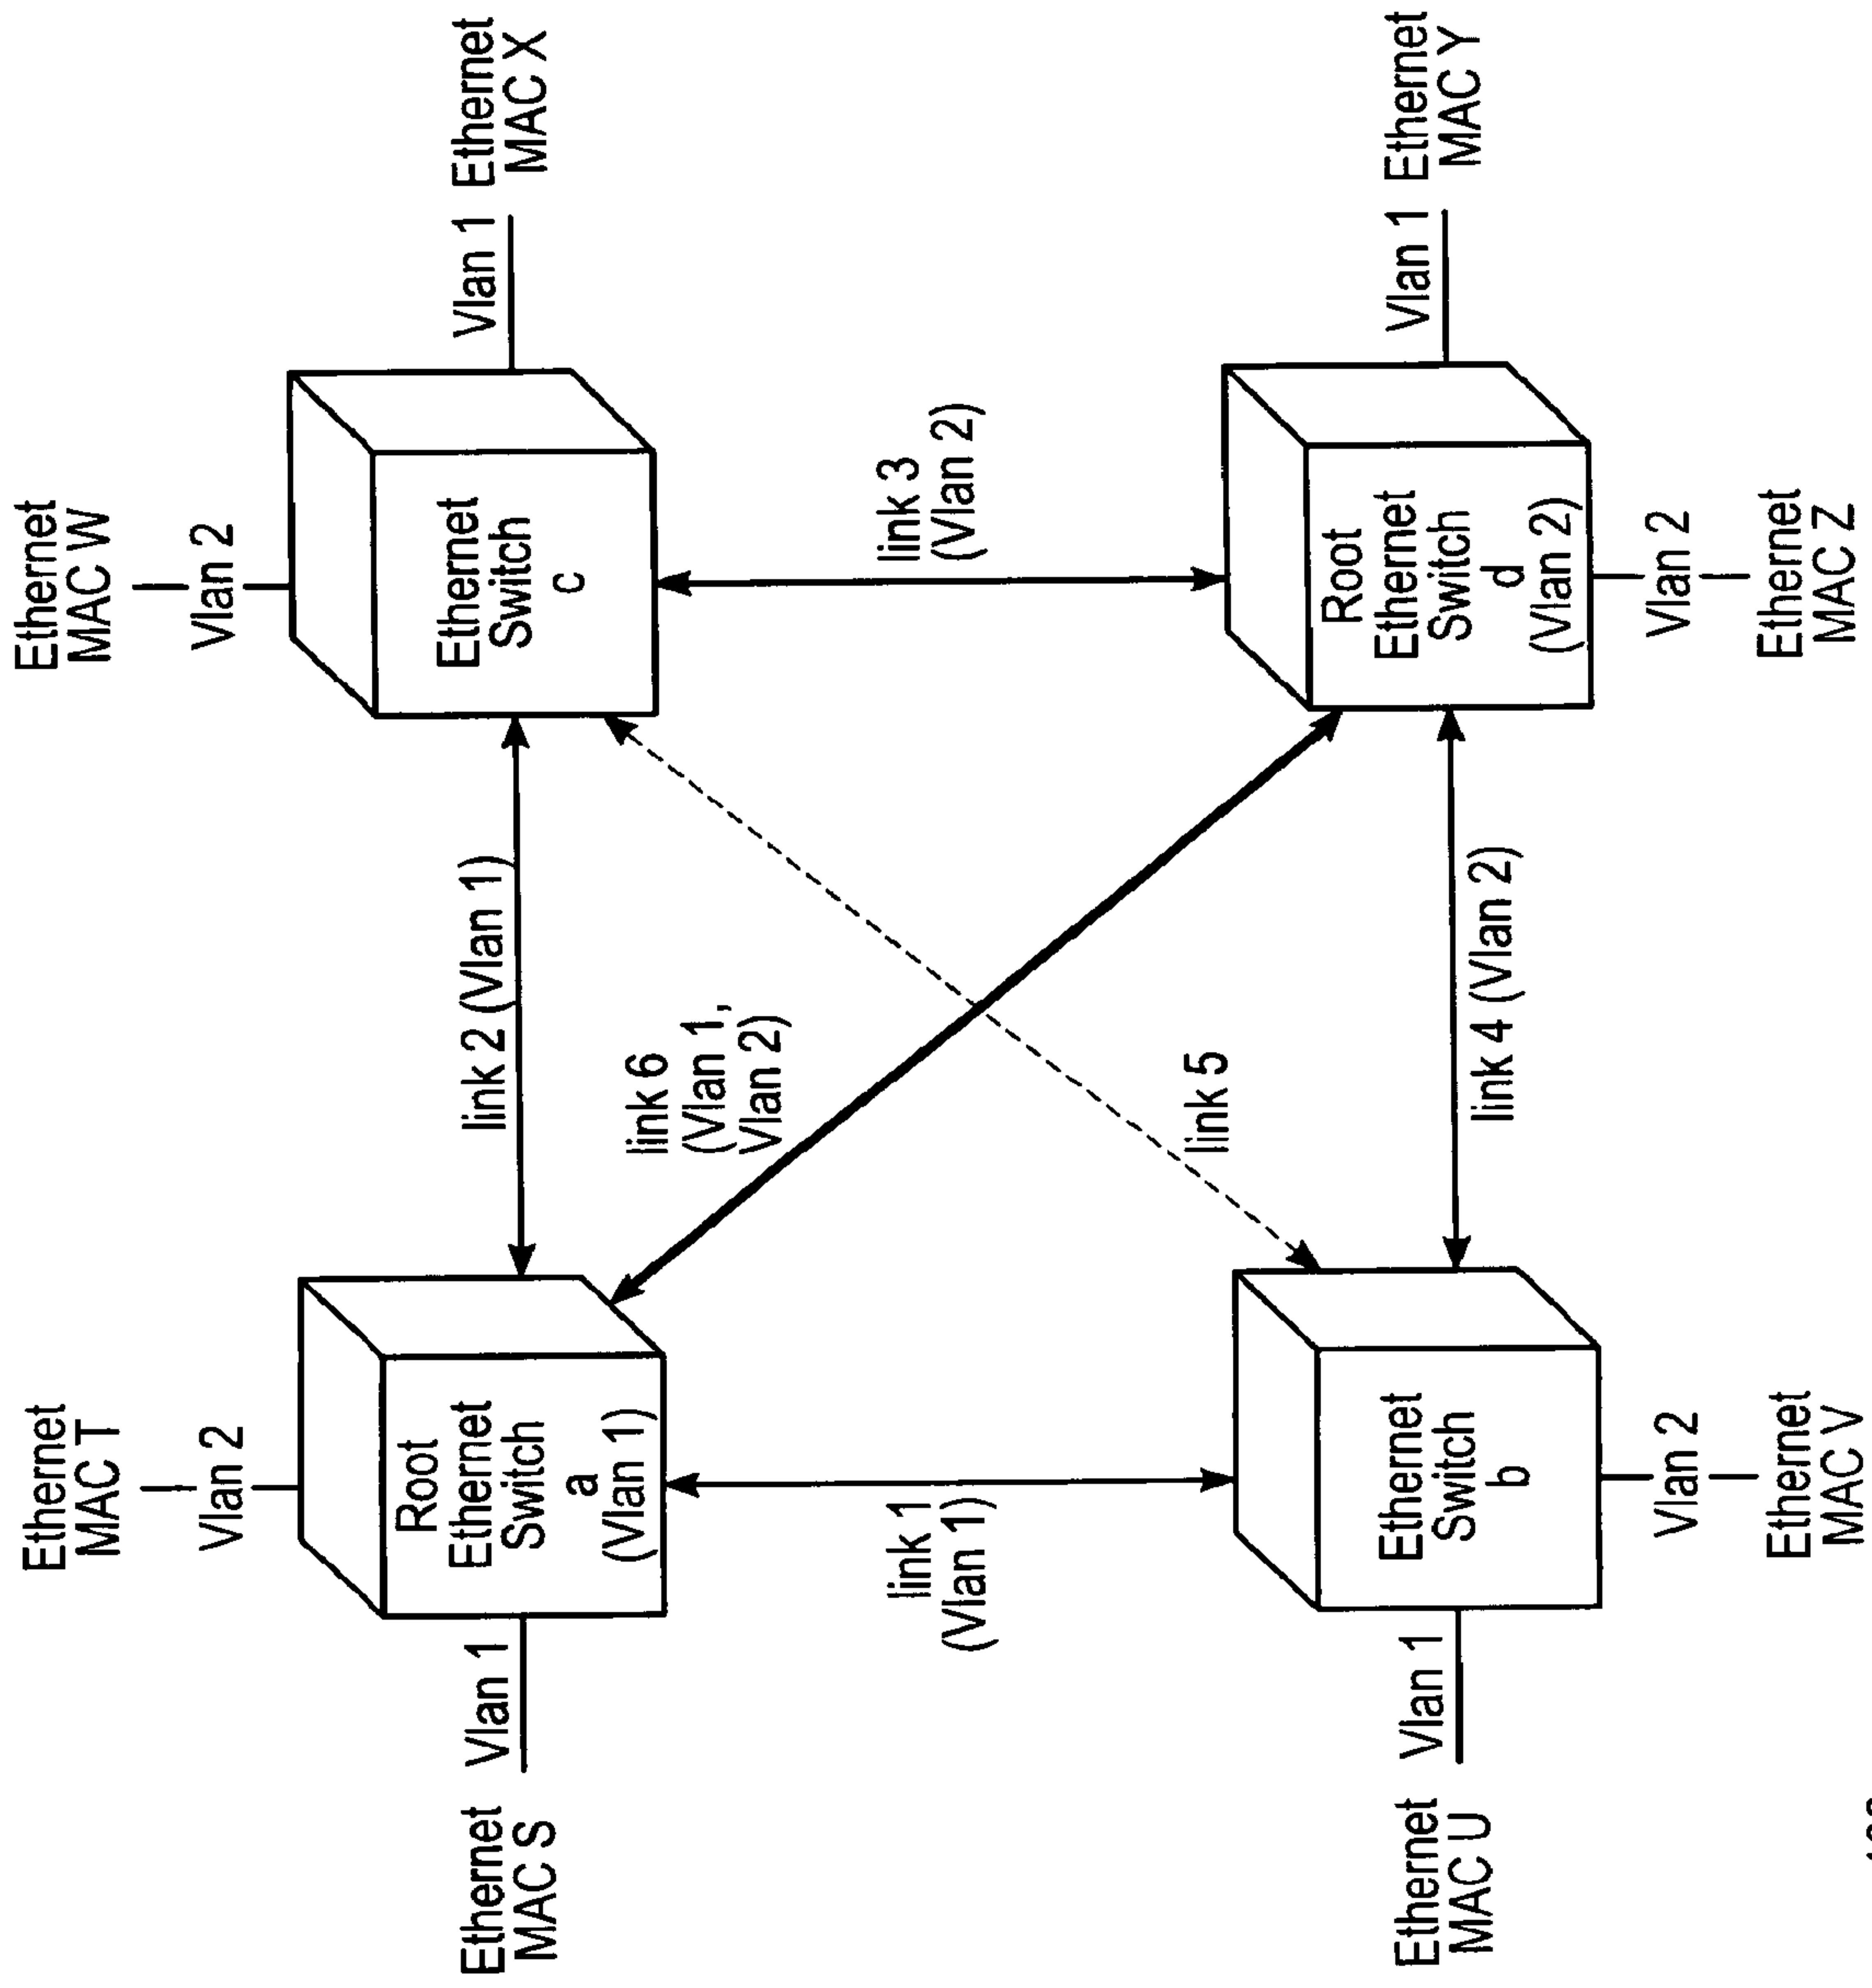 Ethernet
MAC T
Vlan 2
Ethernet
MAC W
Vlan 2
Ethernet
MAC S
Vlan 1
Root
Ethernet
Switch
a
(Vlan 1)
link 2 (Vlan 1)
Ethernet
Switch
c
Vlan 1
Ethernet
MAC X
link 6
(Vlan 1,
Vlan 2)
link 1
(Vlan 1)
link 3
(Vlan 2)
link 5
Ethernet
MAC U
Vlan 1
Ethernet
Switch
b
link 4 (Vlan 2)
Root
Ethernet
Switch
d
(Vlan 2)
Vlan 1
Ethernet
MAC Y
Vlan 2
Ethernet
MAC V
Vlan 2
Ethernet
MAC Z